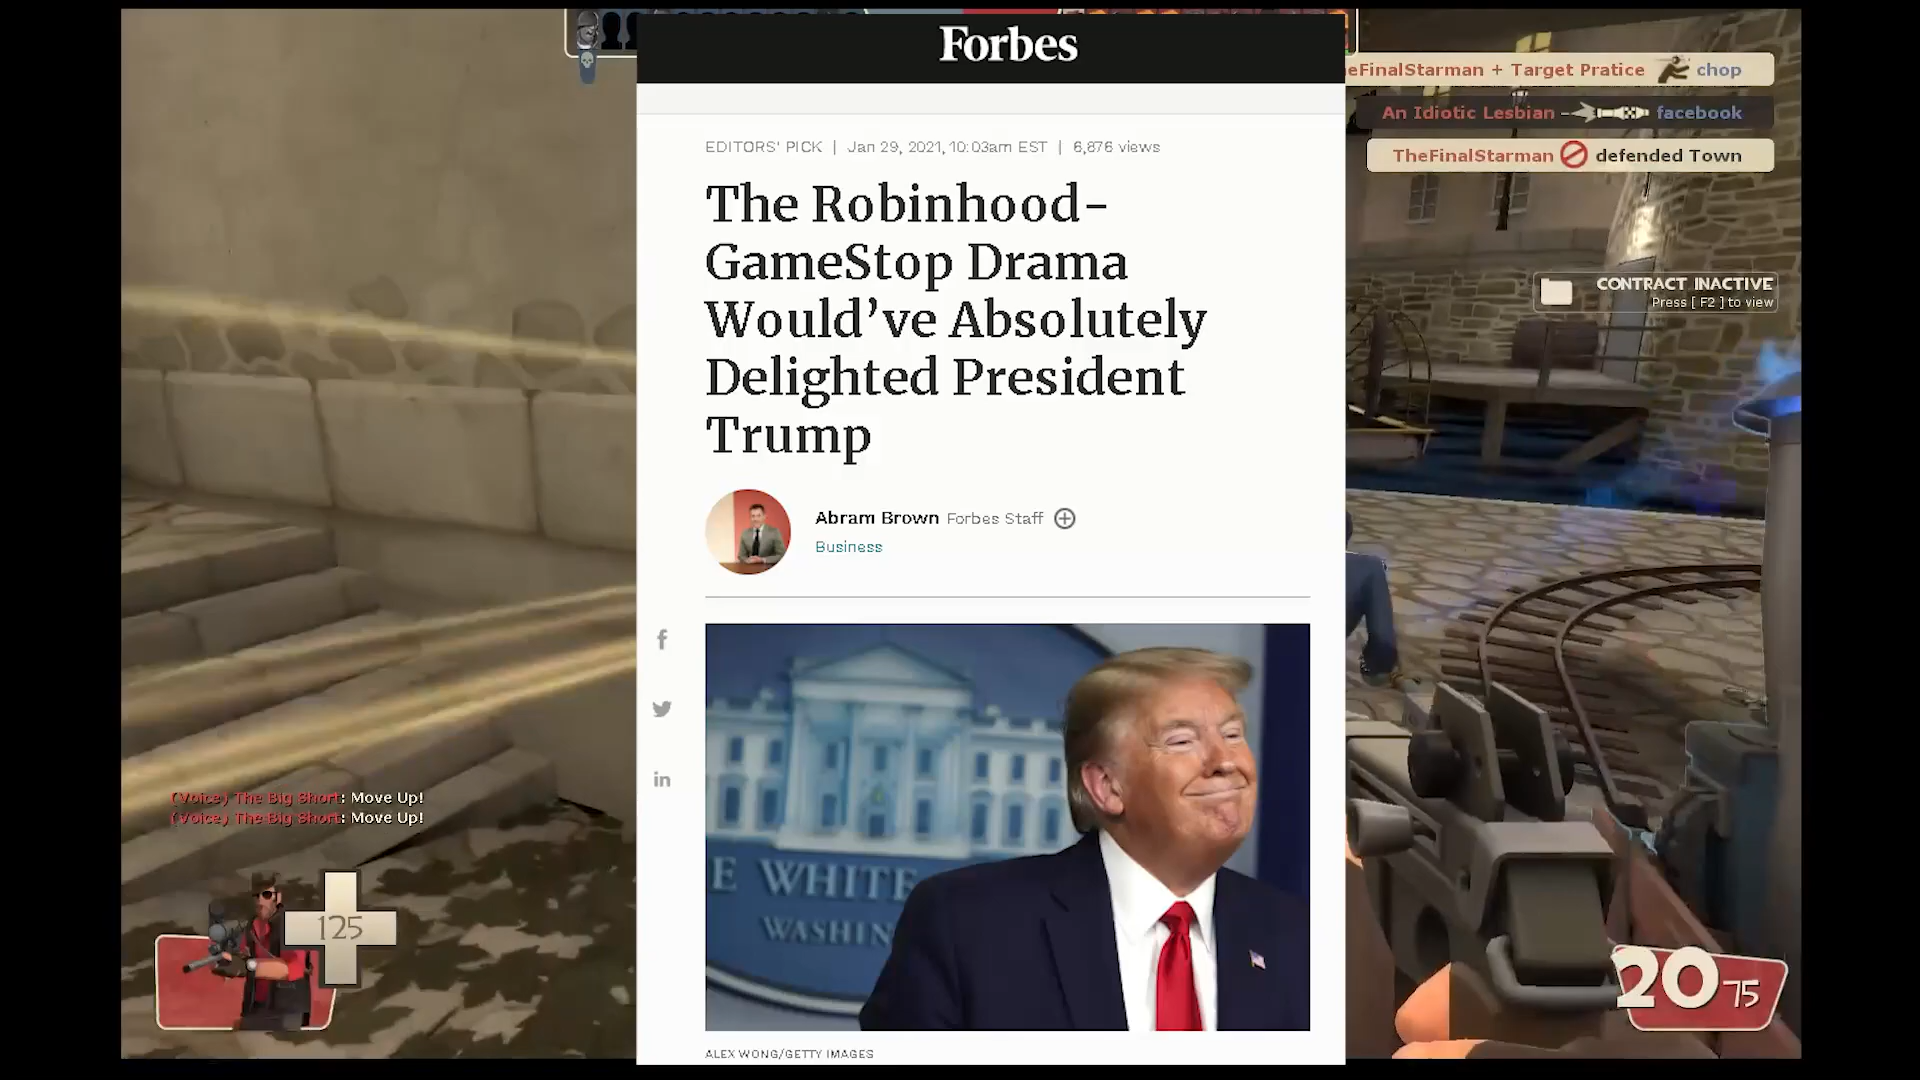 Forbes
eFinalStarman + Target Pratice chop
An Idiotic Lesbian facebook
TheFinalStarman defended Town
EDITORS' PICK | Jan 29, 2021, 10:03am EST | 6,876 views
The Robinhood-
GameStop Drama
Would've Absolutely
Delighted President
Trump
CONTRACT INACTIVE
Press [ F2 ] to view
Abram Brown Forbes Staff
Business
f
in
E WHITE
WASHIN
(Voice) The Big Short: Move Up!
(Voice) The Big Short: Move Up!
125
20 75
ALEX WONG/GETTY IMAGES